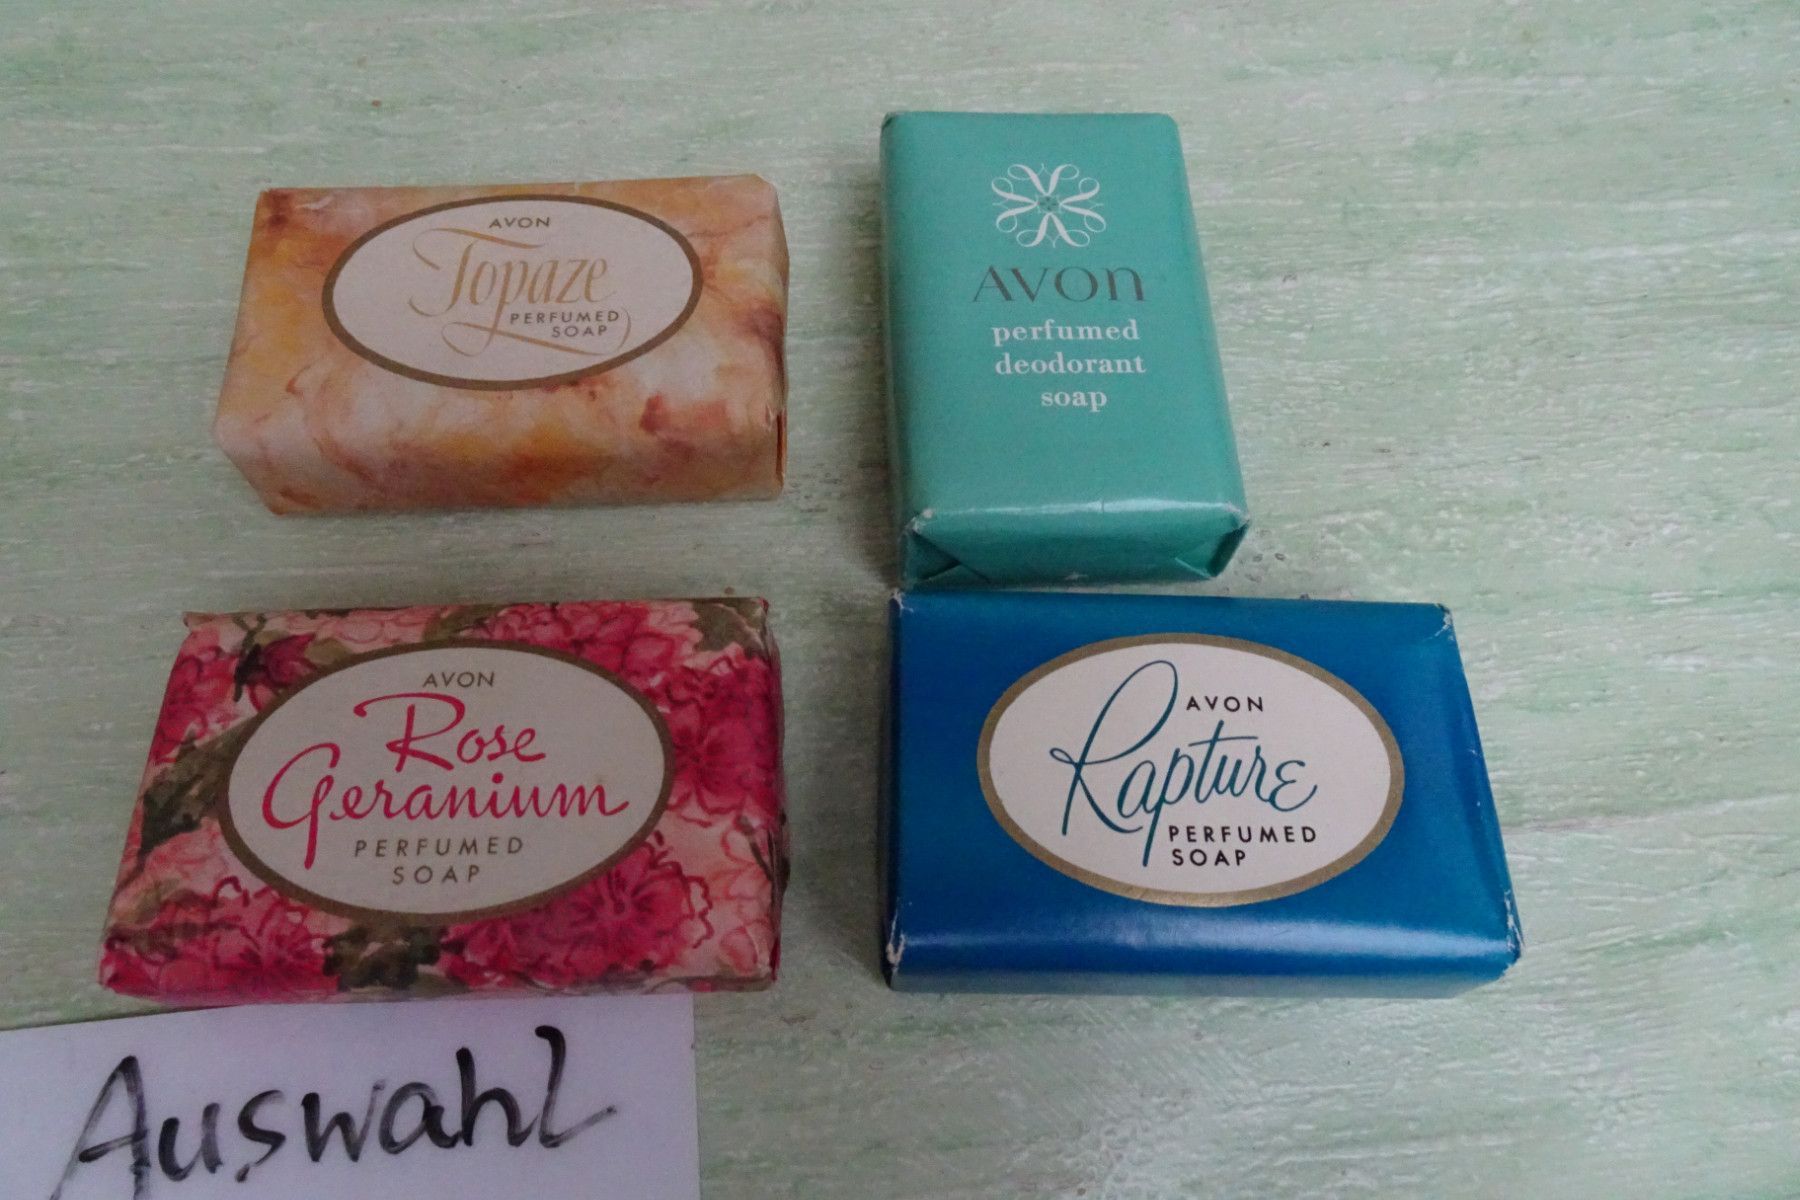 AVON
Topaze
PERFUMED
SOAP
AVON
perfumed
deodorant
soap
AVON
Rose
Geranium
PERFUMED
SOAP
AVON
Rapture
PERFUMED
SOAP
Auswahl